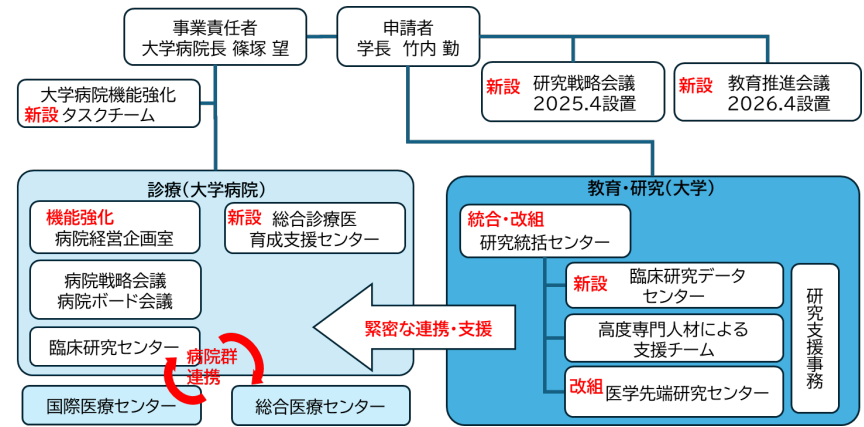 事業責任者
大学病院長 篠塚 望
申請者
学長 竹内 勤
大学病院機能強化
新設 タスクチーム
新設 研究戦略会議
2025.4設置
新設 教育推進会議
2026.4設置
診療(大学病院)
機能強化
病院経営企画室
新設 総合診療医
育成支援センター
病院戦略会議
病院ボード会議
臨床研究センター
病院群
連携
国際医療センター
総合医療センター
緊密な連携・支援
教育・研究(大学)
統合・改組
研究統括センター
新設 臨床研究データ
センター
高度専門人材による
支援チーム
改組 医学先端研究センター
研究支援事務